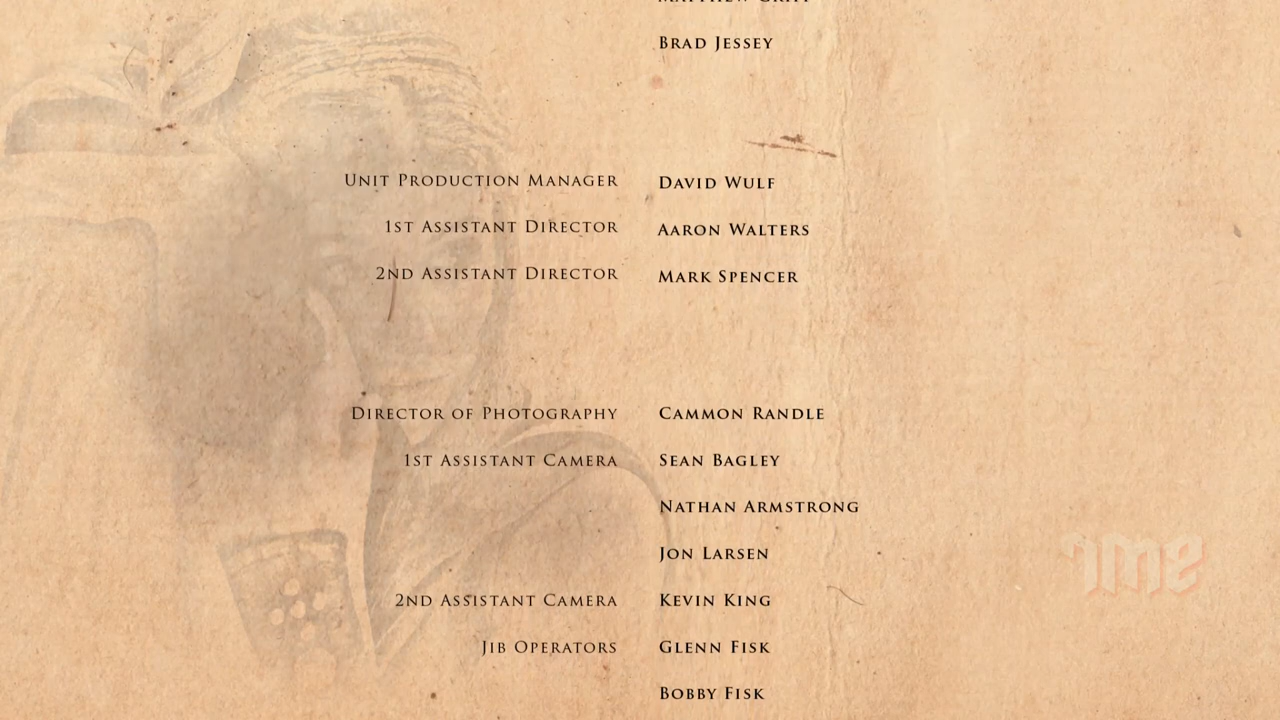 Brad Jessey
Unit Production Manager David Wulf
1st Assistant Director Aaron Walters
2nd Assistant Director Mark Spencer
Director of Photography Cammon Randle
1st Assistant Camera Sean Bagley
Nathan Armstrong
Jon Larsen
2nd Assistant Camera Kevin King
Jib Operators Glenn Fisk
Bobby Fisk